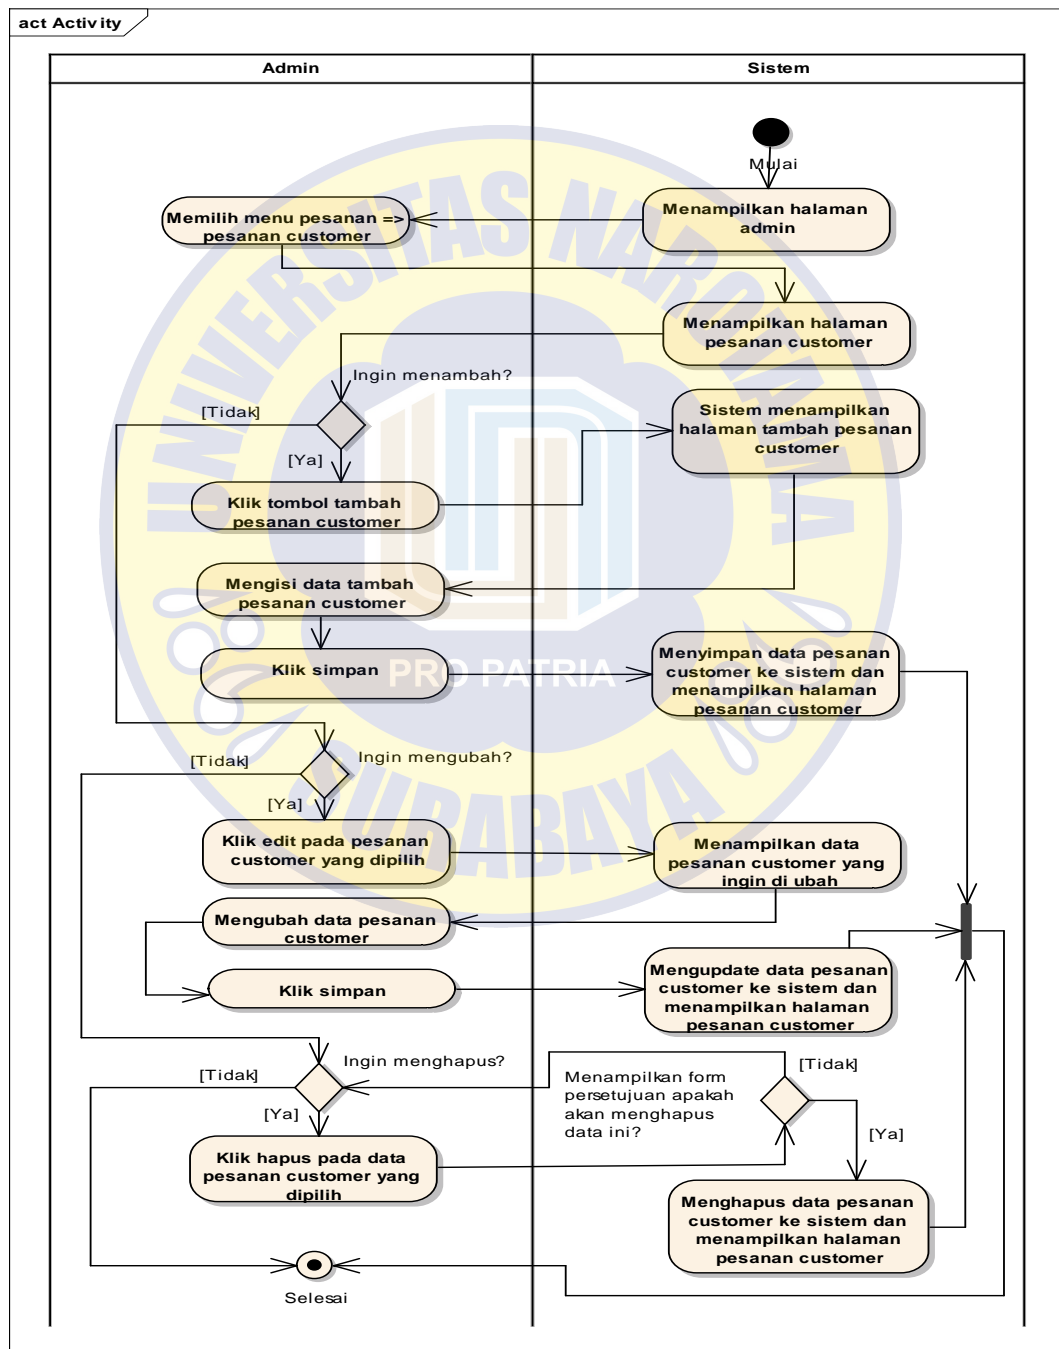 act Activity
Admin
Sistem
Mulai
Menampilkan halaman
admin
Memilih menu pesanan =>
pesanan customer
Menampilkan halaman
pesanan customer
Ingin menambah?
[Tidak]
[Ya]
Sistem menampilkan
halaman tambah pesanan
customer
Klik tombol tambah
pesanan customer
Mengisi data tambah
pesanan customer
Klik simpan
Menyimpan data pesanan
customer ke sistem dan
menampilkan halaman
pesanan customer
Ingin mengubah?
[Tidak]
[Ya]
Klik edit pada pesanan
customer yang dipilih
Menampilkan data
pesanan customer yang
ingin di ubah
Mengubah data pesanan
customer
Klik simpan
Mengupdate data pesanan
customer ke sistem dan
menampilkan halaman
pesanan customer
Ingin menghapus?
[Tidak]
[Ya]
Menampilkan form
persetujuan apakah
akan menghapus
data ini?
[Tidak]
[Ya]
Klik hapus pada data
pesanan customer yang
dipilih
Menghapus data pesanan
customer ke sistem dan
menampilkan halaman
pesanan customer
Selesai
UNIVERSITAS NAROTAMA
PRO PATRIA
SURABAYA